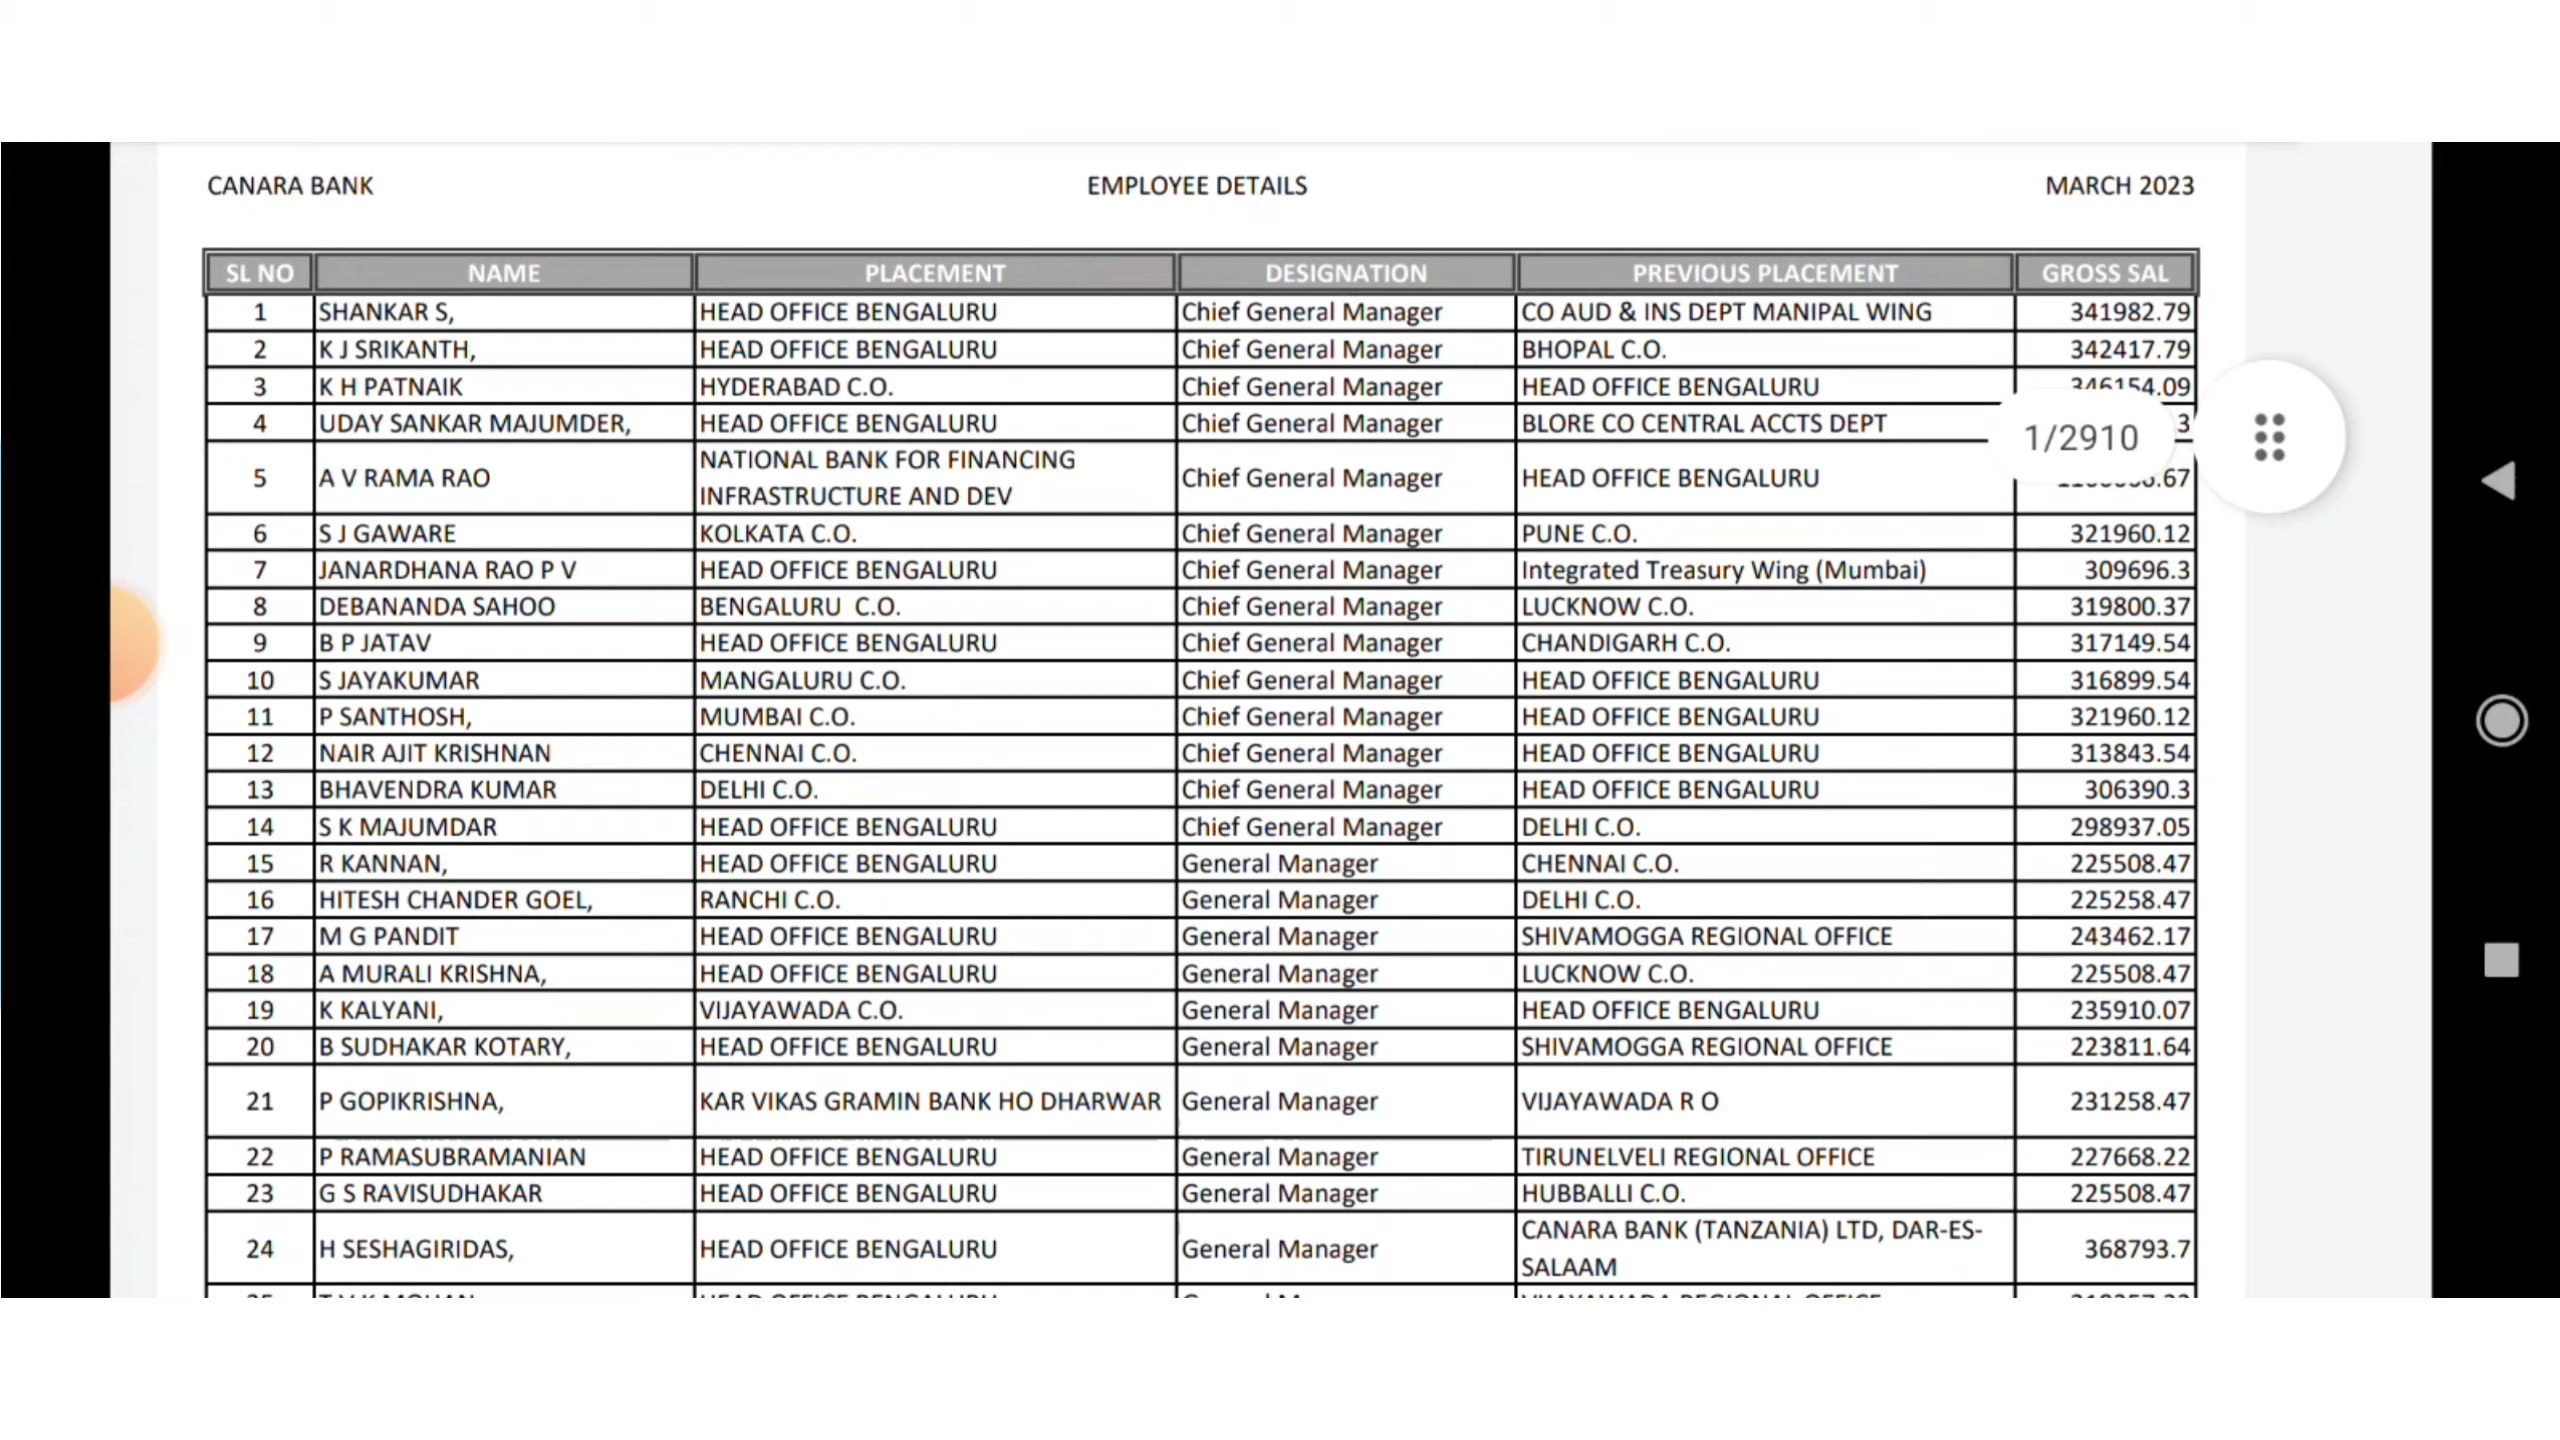 CANARA BANK EMPLOYEE DETAILS MARCH 2023
SL NO NAME PLACEMENT DESIGNATION PREVIOUS PLACEMENT GROSS SAL
1 SHANKAR S, HEAD OFFICE BENGALURU Chief General Manager CO AUD & INS DEPT MANIPAL WING 341982.79
2 K J SRIKANTH, HEAD OFFICE BENGALURU Chief General Manager BHOPAL C.O. 342417.79
3 K H PATNAIK HYDERABAD C.O. Chief General Manager HEAD OFFICE BENGALURU 346154.09
4 UDAY SANKAR MAJUMDER, HEAD OFFICE BENGALURU Chief General Manager BLORE CO CENTRAL ACCTS DEPT
1/2910
5 A V RAMA RAO NATIONAL BANK FOR FINANCING
INFRASTRUCTURE AND DEV Chief General Manager HEAD OFFICE BENGALURU
6 S J GAWARE KOLKATA C.O. Chief General Manager PUNE C.O. 321960.12
7 JANARDHANA RAO P V HEAD OFFICE BENGALURU Chief General Manager Integrated Treasury Wing (Mumbai) 309696.3
8 DEBANANDA SAHOO BENGALURU C.O. Chief General Manager LUCKNOW C.O. 319800.37
9 B P JATAV HEAD OFFICE BENGALURU Chief General Manager CHANDIGARH C.O. 317149.54
10 S JAYAKUMAR MANGALURU C.O. Chief General Manager HEAD OFFICE BENGALURU 316899.54
11 P SANTHOSH, MUMBAI C.O. Chief General Manager HEAD OFFICE BENGALURU 321960.12
12 NAIR AJIT KRISHNAN CHENNAI C.O. Chief General Manager HEAD OFFICE BENGALURU 313843.54
13 BHAVENDRA KUMAR DELHI C.O. Chief General Manager HEAD OFFICE BENGALURU 306390.3
14 S K MAJUMDAR HEAD OFFICE BENGALURU Chief General Manager DELHI C.O. 298937.05
15 R KANNAN, HEAD OFFICE BENGALURU General Manager CHENNAI C.O. 225508.47
16 HITESH CHANDER GOEL, RANCHI C.O. General Manager DELHI C.O. 225258.47
17 M G PANDIT HEAD OFFICE BENGALURU General Manager SHIVAMOGGA REGIONAL OFFICE 243462.17
18 A MURALI KRISHNA, HEAD OFFICE BENGALURU General Manager LUCKNOW C.O. 225508.47
19 K KALYANI, VIJAYAWADA C.O. General Manager HEAD OFFICE BENGALURU 235910.07
20 B SUDHAKAR KOTARY, HEAD OFFICE BENGALURU General Manager SHIVAMOGGA REGIONAL OFFICE 223811.64
21 P GOPIKRISHNA, KAR VIKAS GRAMIN BANK HO DHARWAR General Manager VIJAYAWADA R O 231258.47
22 P RAMASUBRAMANIAN HEAD OFFICE BENGALURU General Manager TIRUNELVELI REGIONAL OFFICE 227668.22
23 G S RAVISUDHAKAR HEAD OFFICE BENGALURU General Manager HUBBALLI C.O. 225508.47
24 H SESHAGIRIDAS, HEAD OFFICE BENGALURU General Manager CANARA BANK (TANZANIA) LTD, DAR-ES-
SALAAM 368793.7